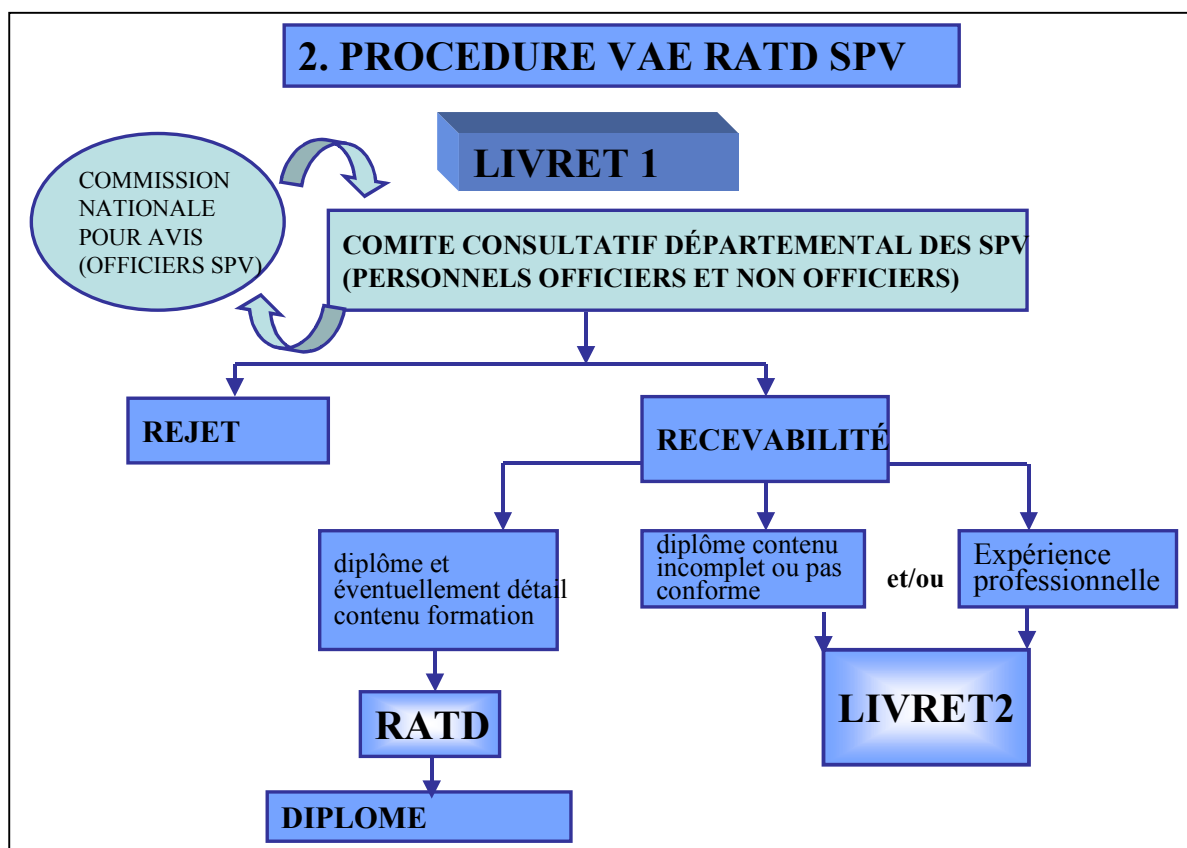 2. PROCEDURE VAE RATD SPV
LIVRET 1
COMMISSION
NATIONALE
POUR AVIS
(OFFICIERS SPV)
COMITE CONSULTATIF DÉPARTEMENTAL DES SPV
(PERSONNELS OFFICIERS ET NON OFFICIERS)
REJET
RECEVABILITÉ
diplôme et
éventuellement détail
contenu formation
diplôme contenu
incomplet ou pas
conforme
et/ou
Expérience
professionnelle
RATD
LIVRET2
DIPLOME